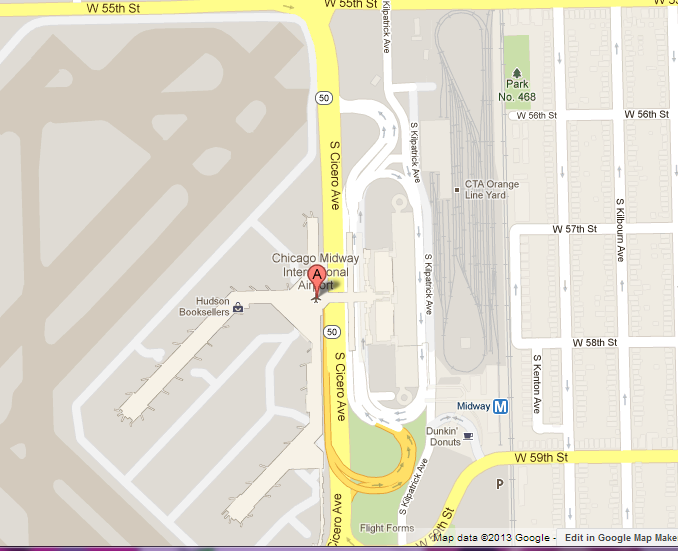 W 55th St
W 55th St
S Kilpatrick Ave
50
Park
No. 468
W 56th St
W 56th St
S Cicero Ave
S Kilpatrick Ave
CTA Orange
Line Yard
S Kilbourn Ave
W 57th St
Chicago Midway
International
Airport
A
S Kilpatrick Ave
Hudson
Booksellers
50
W 58th St
S Cicero Ave
S Kenton Ave
Midway M
Dunkin'
Donuts
W 59th St
S Kilpatrick Ave
P
Cicero Ave
W 59th St
Flight Forms
Map data ©2013 Google -
Edit in Google Map Make